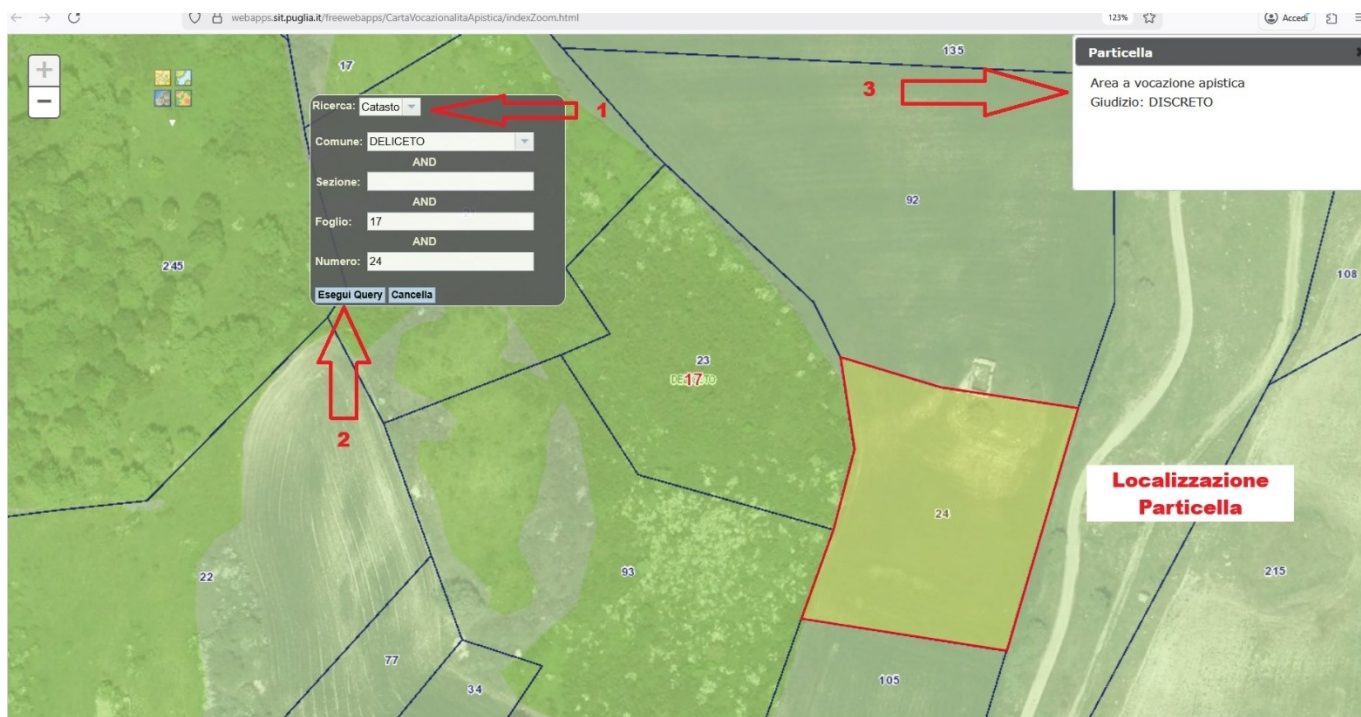 webapps.sit.puglia.it/freewebapps/CartaVocazionalitaApistica/indexZoom.html
123%
Accedi
135
17
Particella
Area a vocazione apistica
Giudizio: DISCRETO
3
Ricerca: Catasto
1
Comune: DELICETO
AND
Sezione:
AND
Foglio: 17
AND
Numero: 24
Esegui Query Cancella
92
245
108
2
23
17
Localizzazione
Particella
24
93
22
215
77
34
105